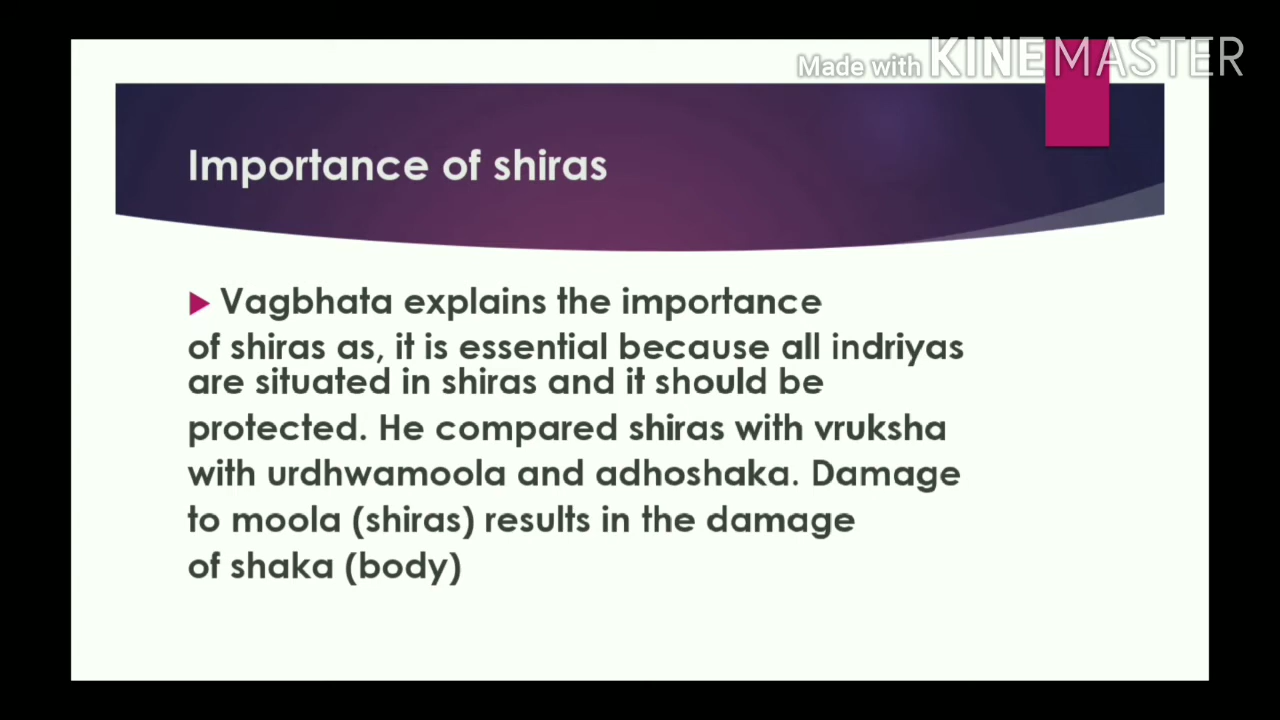 Made with KINEMASTER
Importance of shiras
Vagbhata explains the importance
of shiras as, it is essential because all indriyas
are situated in shiras and it should be
protected. He compared shiras with vruksha
with urdhwamoola and adhoshaka. Damage
to moola (shiras) results in the damage
of shaka (body)